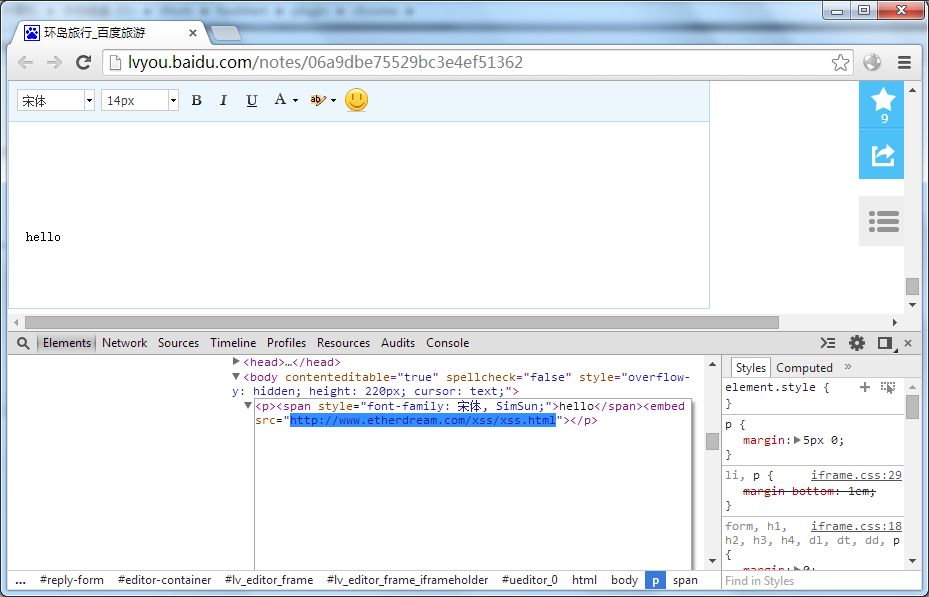 环岛旅行_百度旅游
lvyou.baidu.com/notes/06a9dbe75529bc3e4ef51362
宋体 14px B I U A ab
9
hello
Elements Network Sources Timeline Profiles Resources Audits Console
<head>…</head>
<body contenteditable="true" spellcheck="false" style="overflow-
y: hidden; height: 220px; cursor: text;">
<p><span style="font-family: 宋体, SimSun;">hello</span><embed
src="http://www.etherdream.com/xss/xss.html"></p>
Styles Computed »
element.style {
}
p {
margin: 5px 0;
}
li, p { iframe.css:29
margin-bottom: 1em;
}
form, h1, iframe.css:18
h2, h3, h4, dl, dt, dd, p
{
margin: 0;
... #reply-form #editor-container #lv_editor_frame #lv_editor_frame_iframeholder #ueditor_0 html body p span
Find in Styles